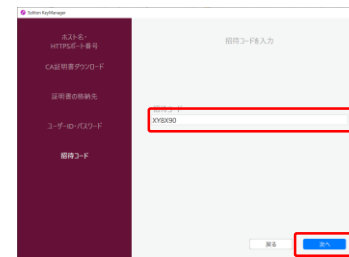 Soliton KeyManager
ホスト名・
HTTPSポート番号
招待コードを入力
CA証明書ダウンロード
証明書の格納先
招待コード
XY8X90
ユーザーID・パスワード
招待コード
戻る
次へ